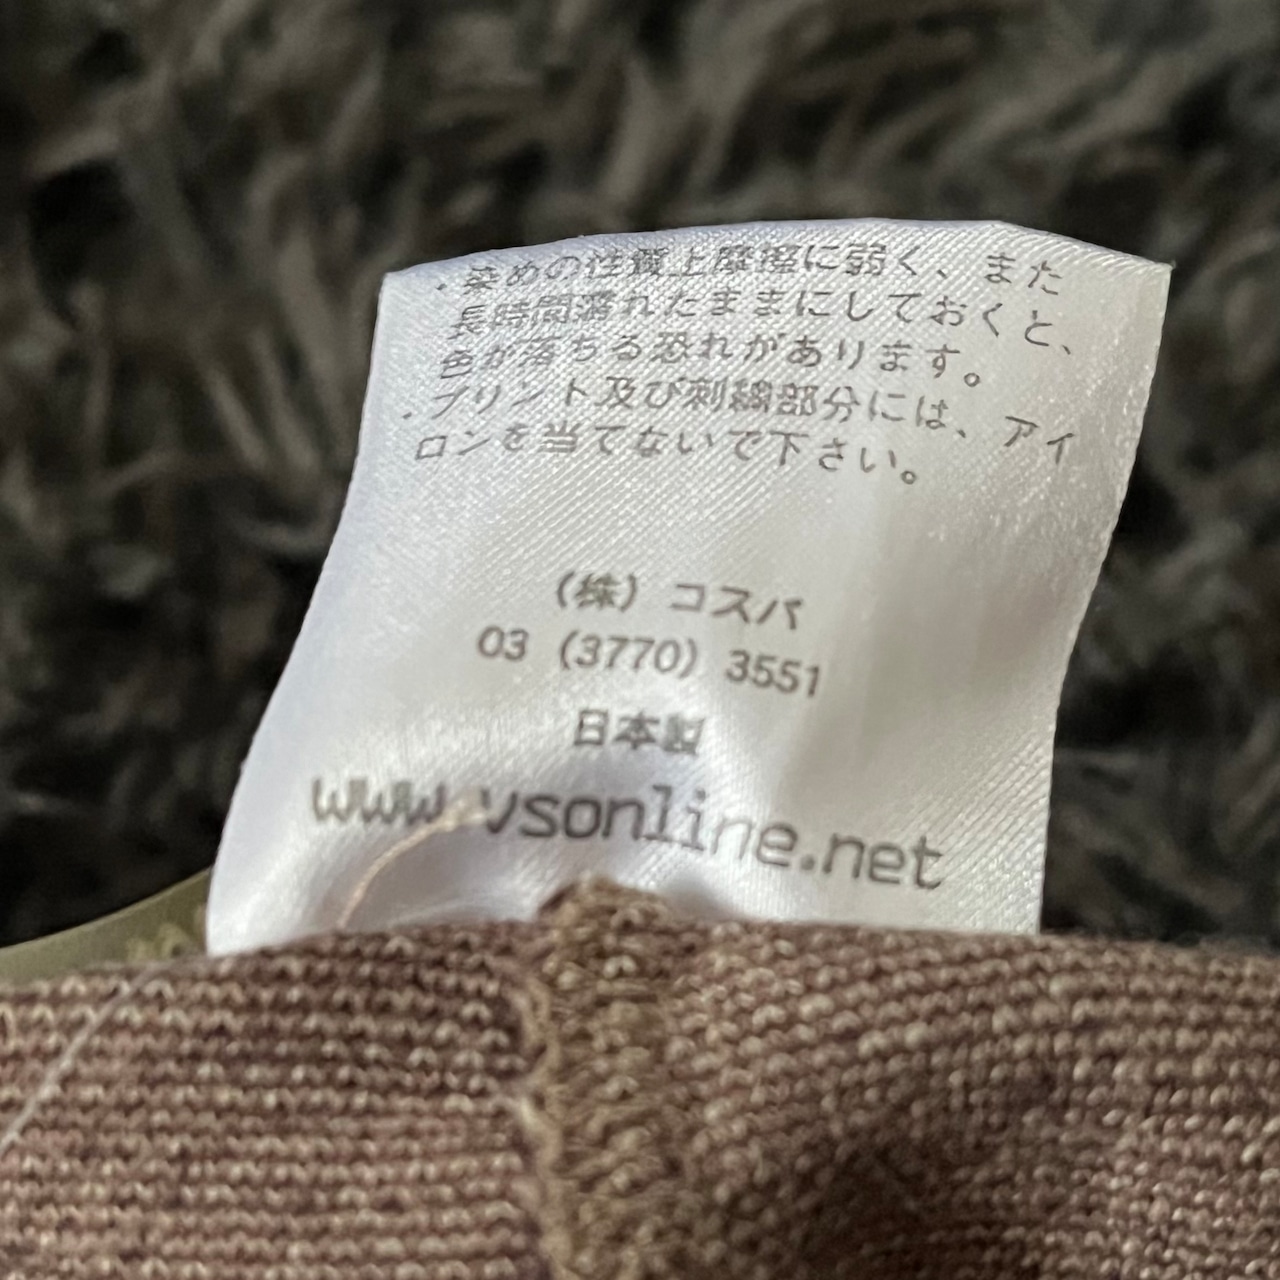 ・染めの性質上摩擦に弱く、また
長時間濡れたままにしておくと、
色が落ちる恐れがあります。
・プリント及び刺繍部分には、アイ
ロンを当てないで下さい。
(株) コスパ
03 (3770) 3551
日本製
www.vsonline.net